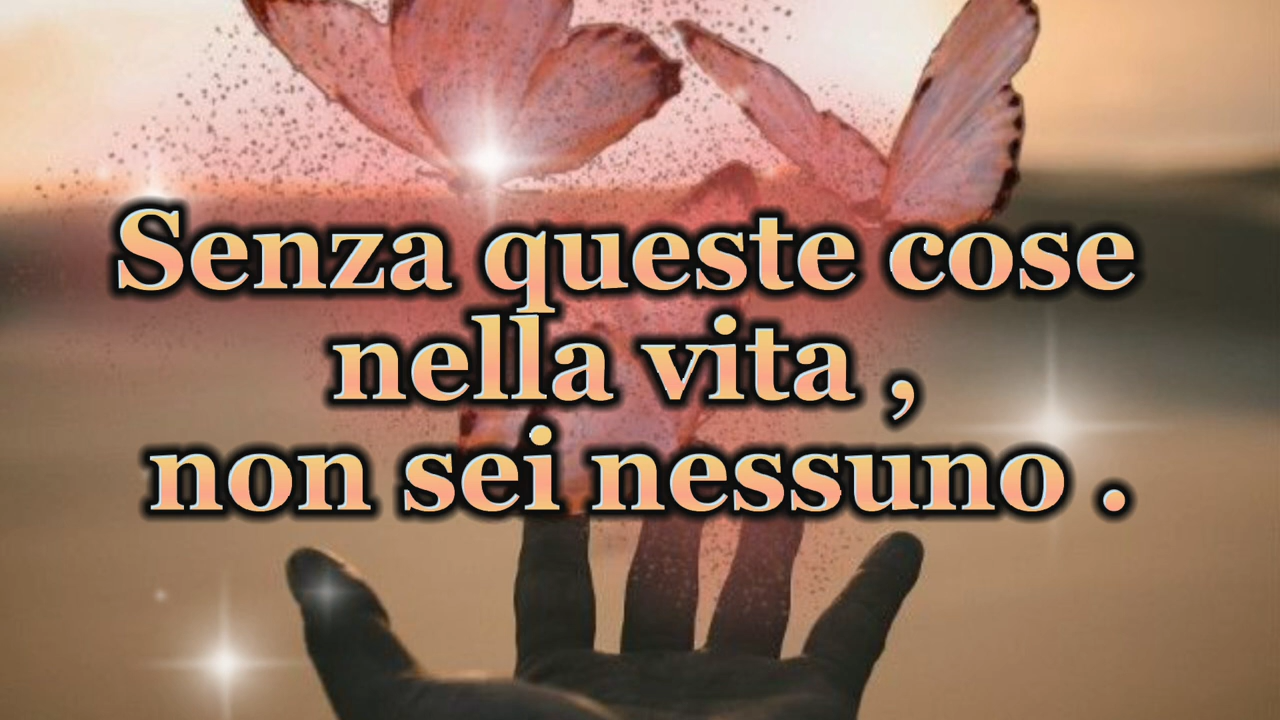 Senza queste cose
nella vita ,
non sei nessuno .